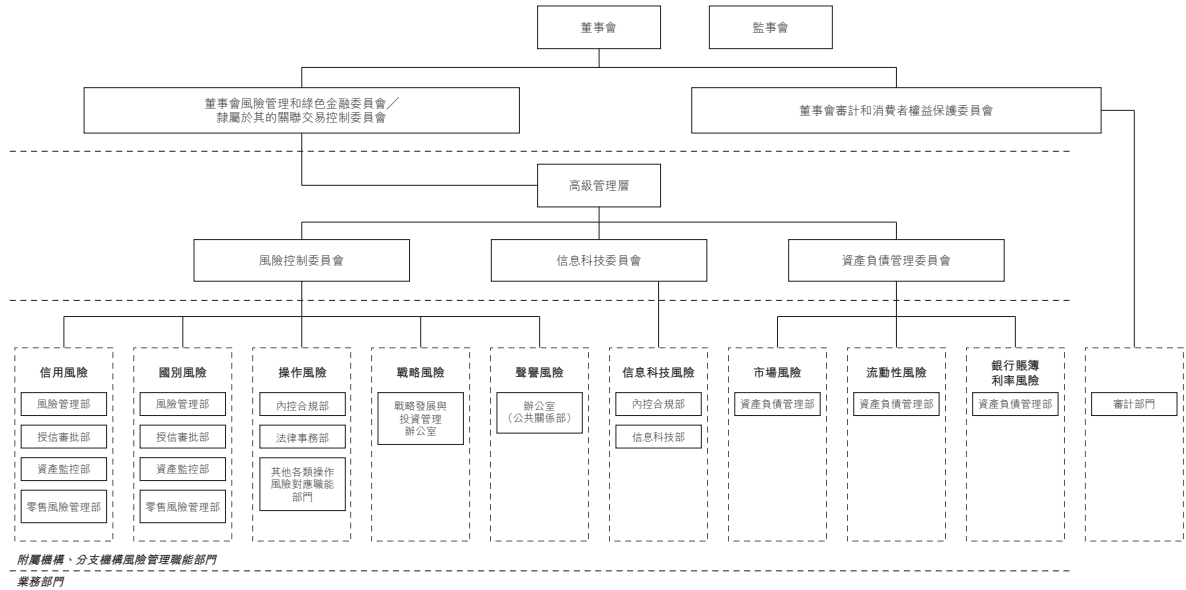 董事會
監事會
董事會風險管理和綠色金融委員會╱
隸屬於其的關聯交易控制委員會
董事會審計和消費者權益保護委員會
高級管理層
風險控制委員會
信息科技委員會
資產負債管理委員會
信用風險
風險管理部
授信審批部
資產監控部
零售風險管理部
國別風險
風險管理部
授信審批部
資產監控部
零售風險管理部
操作風險
內控合規部
法律事務部
其他各類操作
風險對應職能
部門
戰略風險
戰略發展與
投資管理
辦公室
聲譽風險
辦公室
（公共關係部）
信息科技風險
內控合規部
信息科技部
市場風險
資產負債管理部
流動性風險
資產負債管理部
銀行賬簿
利率風險
資產負債管理部
審計部門
附屬機構、分支機構風險管理職能部門
業務部門